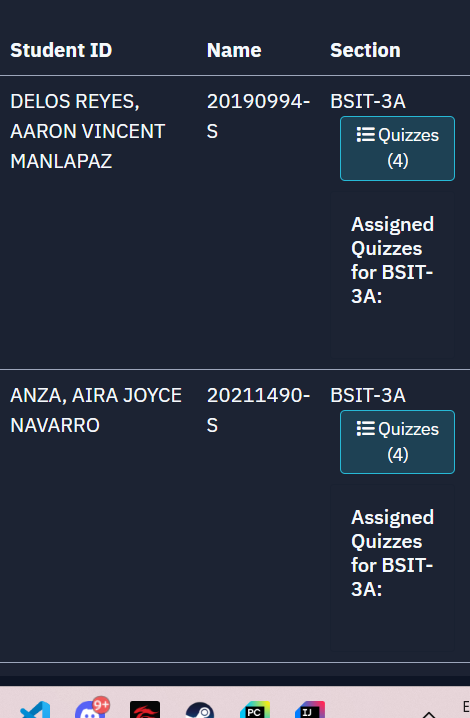 Student ID Name Section
DELOS REYES, 20190994- BSIT-3A
AARON VINCENT S Quizzes
MANLAPAZ (4)
Assigned
Quizzes
for BSIT-
3A:
ANZA, AIRA JOYCE 20211490- BSIT-3A
NAVARRO S Quizzes
(4)
Assigned
Quizzes
for BSIT-
3A:
9+ PC IJ